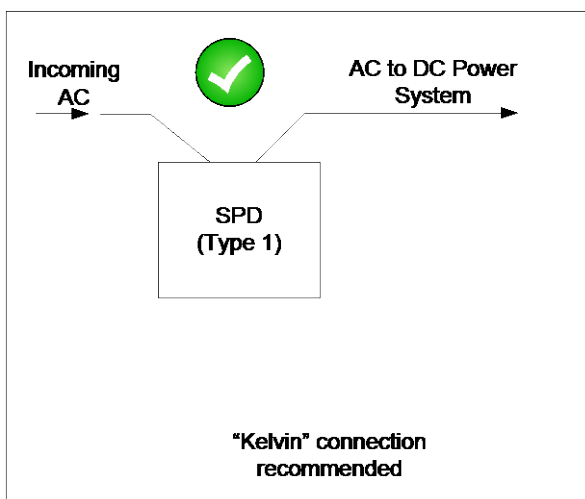 Incoming
AC
AC to DC Power
System
SPD
(Type 1)
"Kelvin" connection
recommended